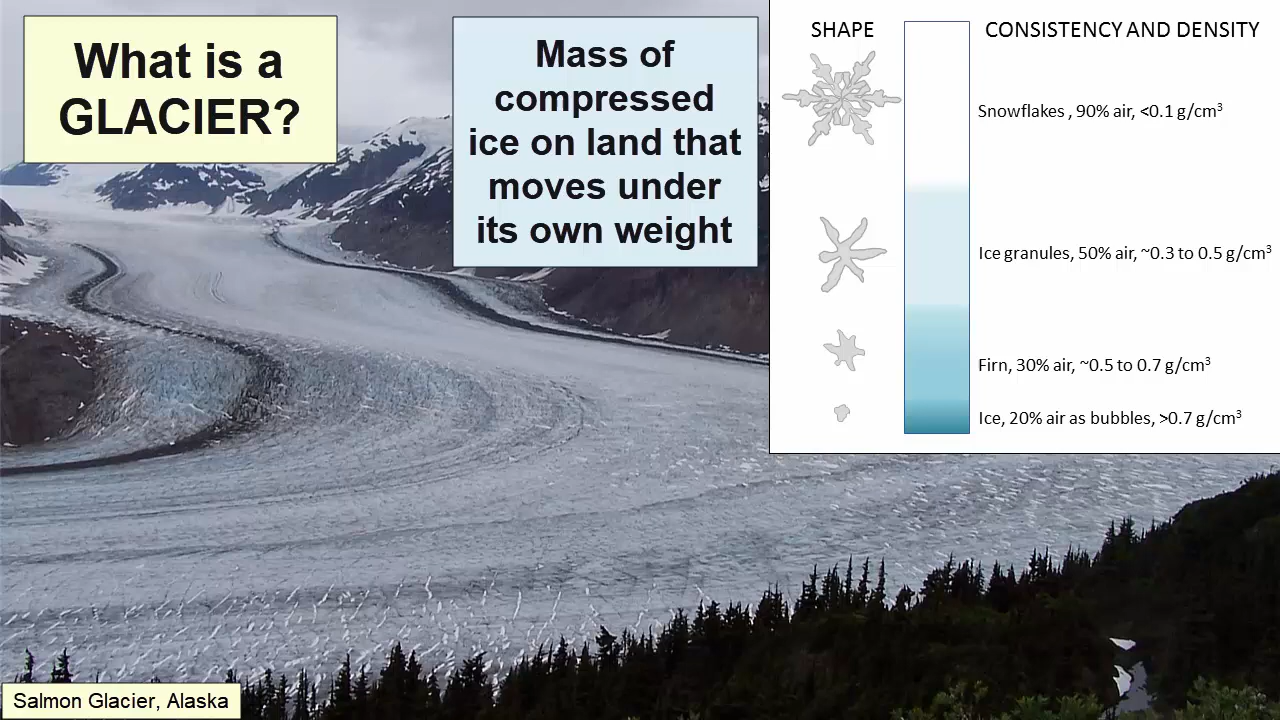 What is a
GLACIER?
Mass of
compressed
ice on land that
moves under
its own weight
SHAPE
CONSISTENCY AND DENSITY
Snowflakes , 90% air, <0.1 g/cm³
Ice granules, 50% air, ~0.3 to 0.5 g/cm³
Firn, 30% air, ~0.5 to 0.7 g/cm³
Ice, 20% air as bubbles, >0.7 g/cm³
Salmon Glacier, Alaska